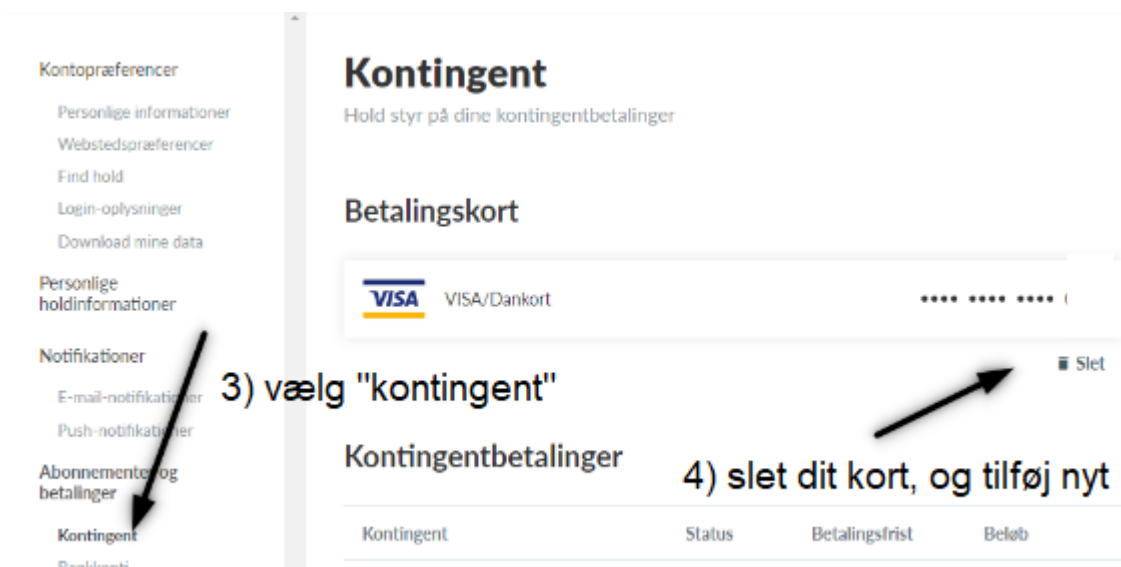 Kontopræferencer
Personlige informationer
Webstedspræferencer
Find hold
Login-oplysninger
Download mine data
Personlige
holdinformationer
Notifikationer
E-mail-notifikationer
Push-notifikationer
Abonnementer og
betalinger
Kontingent
Bankkonti
Kontingent
Hold styr på dine kontingentbetalinger
Betalingskort
VISA VISA/Dankort •••• •••• ••••
Slet
3) vælg "kontingent"
Kontingentbetalinger
4) slet dit kort, og tilføj nyt
Kontingent Status Betalingsfrist Beløb